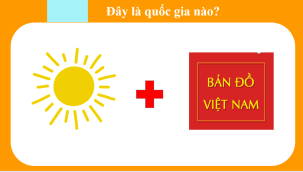 Đây là quốc gia nào?
BẢN ĐỒ
VIỆT NAM